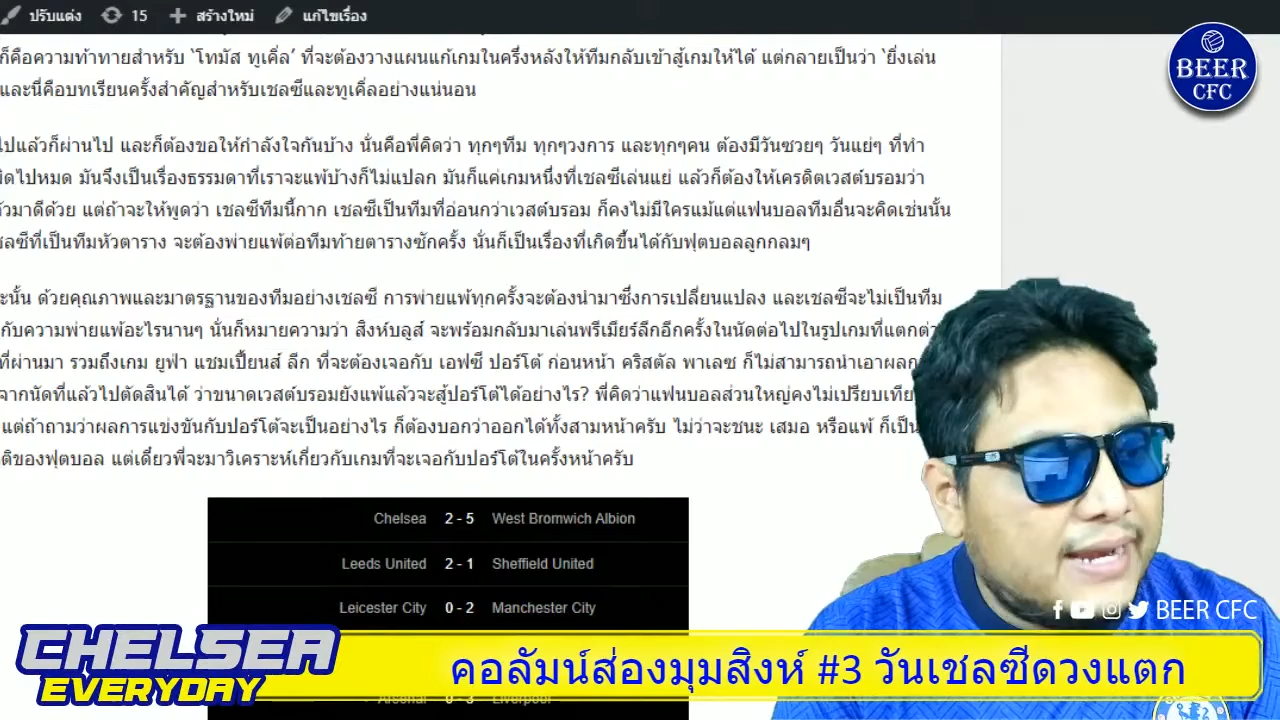 ปรับแต่ง 15 สร้างใหม่ แก้ไขเรื่อง
ก็คือความท้าทายสำหรับ 'โทมัส ทูเคิ่ล' ที่จะต้องวางแผนแก้เกมในครึ่งหลังให้ทีมกลับเข้าสู้เกมให้ได้ แต่กลายเป็นว่า 'ยิ่งเล่น
และนี่คือบทเรียนครั้งสำคัญสำหรับเชลซีและทูเคิ่ลอย่างแน่นอน
BEER
CFC
ไปแล้วก็ผ่านไป และก็ต้องขอให้กำลังใจกันบ้าง นั่นคือพี่คิดว่า ทุกๆทีม ทุกๆวงการ และทุกๆคน ต้องมีวันซวยๆ วันแย่ๆ ที่ทำ
ผิดไปหมด มันจึงเป็นเรื่องธรรมดาที่เราจะแพ้บ้างก็ไม่แปลก มันก็แค่เกมหนึ่งที่เชลซีเล่นแย่ แล้วก็ต้องให้เครดิตเวสต์บรอมว่า
มาดีด้วย แต่ถ้าจะให้พูดว่า เชลซีทีมนี้กาก เชลซีเป็นทีมที่อ่อนกว่าเวสต์บรอม ก็คงไม่มีใครแม้แต่แฟนบอลทีมอื่นจะคิดเช่นนั้น
ชลซีที่เป็นทีมหัวตาราง จะต้องพ่ายแพ้ต่อทีมท้ายตารางซักครั้ง นั่นก็เป็นเรื่องที่เกิดขึ้นได้กับฟุตบอลลูกกลมๆ
ะนั้น ด้วยคุณภาพและมาตรฐานของทีมอย่างเชลซี การพ่ายแพ้ทุกครั้งจะต้องนำมาซึ่งการเปลี่ยนแปลง และเชลซีจะไม่เป็นทีม
กับความพ่ายแพ้อะไรนานๆ นั่นก็หมายความว่า สิงห์บลูส์ จะพร้อมกลับมาเล่นพรีเมียร์ลีกอีกครั้งในนัดต่อไปในรูปเกมที่แตกต่
ที่ผ่านมา รวมถึงเกม ยูฟ่า แชมเปี้ยนส์ ลีก ที่จะต้องเจอกับ เอฟซี ปอร์โต้ ก่อนหน้า คริสตัล พาเลซ ก็ไม่สามารถนำเอาผล
จากนัดที่แล้วไปตัดสินได้ ว่าขนาดเวสต์บรอมยังแพ้แล้วจะสู้ปอร์โต้ได้อย่างไร? พี่คิดว่าแฟนบอลส่วนใหญ่คงไม่เปรียบเทีย
แต่ถ้าถามว่าผลการแข่งขันกับปอร์โต้จะเป็นอย่างไร ก็ต้องบอกว่าออกได้ทั้งสามหน้าครับ ไม่ว่าจะชนะ เสมอ หรือแพ้ ก็เป็น
ติของฟุตบอล แต่เดี๋ยวพี่จะมาวิเคราะห์เกี่ยวกับเกมที่จะเจอกับปอร์โต้ในครั้งหน้าครับ
Chelsea 2 - 5 West Bromwich Albion
Leeds United 2 - 1 Sheffield United
Leicester City 0 - 2 Manchester City
BEER CFC
CHELSEA
EVERYDAY
คอลัมน์ส่องมุมสิงห์ #3 วันเชลซีดวงแตก
Arsenal 0 - 3 Liverpool